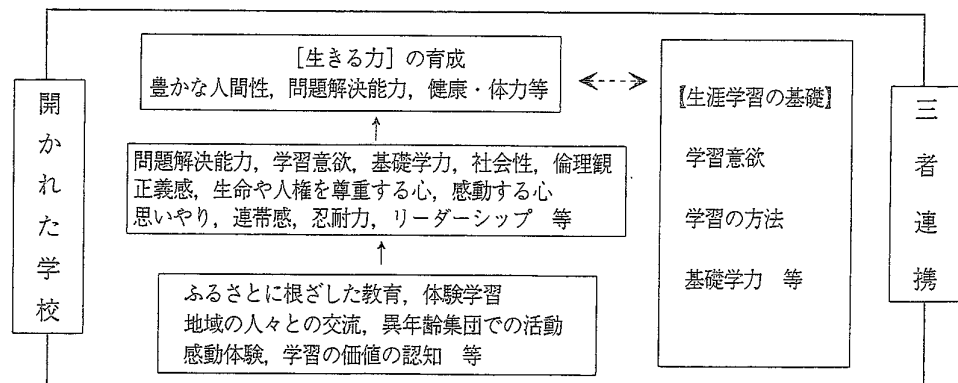 開かれた学校
[生きる力]の育成
豊かな人間性,問題解決能力,健康・体力等
問題解決能力,学習意欲,基礎学力,社会性,倫理観
正義感,生命や人権を尊重する心,感動する心
思いやり,連帯感,忍耐力,リーダーシップ 等
ふるさとに根ざした教育,体験学習
地域の人々との交流,異年齢集団での活動
感動体験,学習の価値の認知 等
【生涯学習の基礎】
学習意欲
学習の方法
基礎学力 等
三者連携